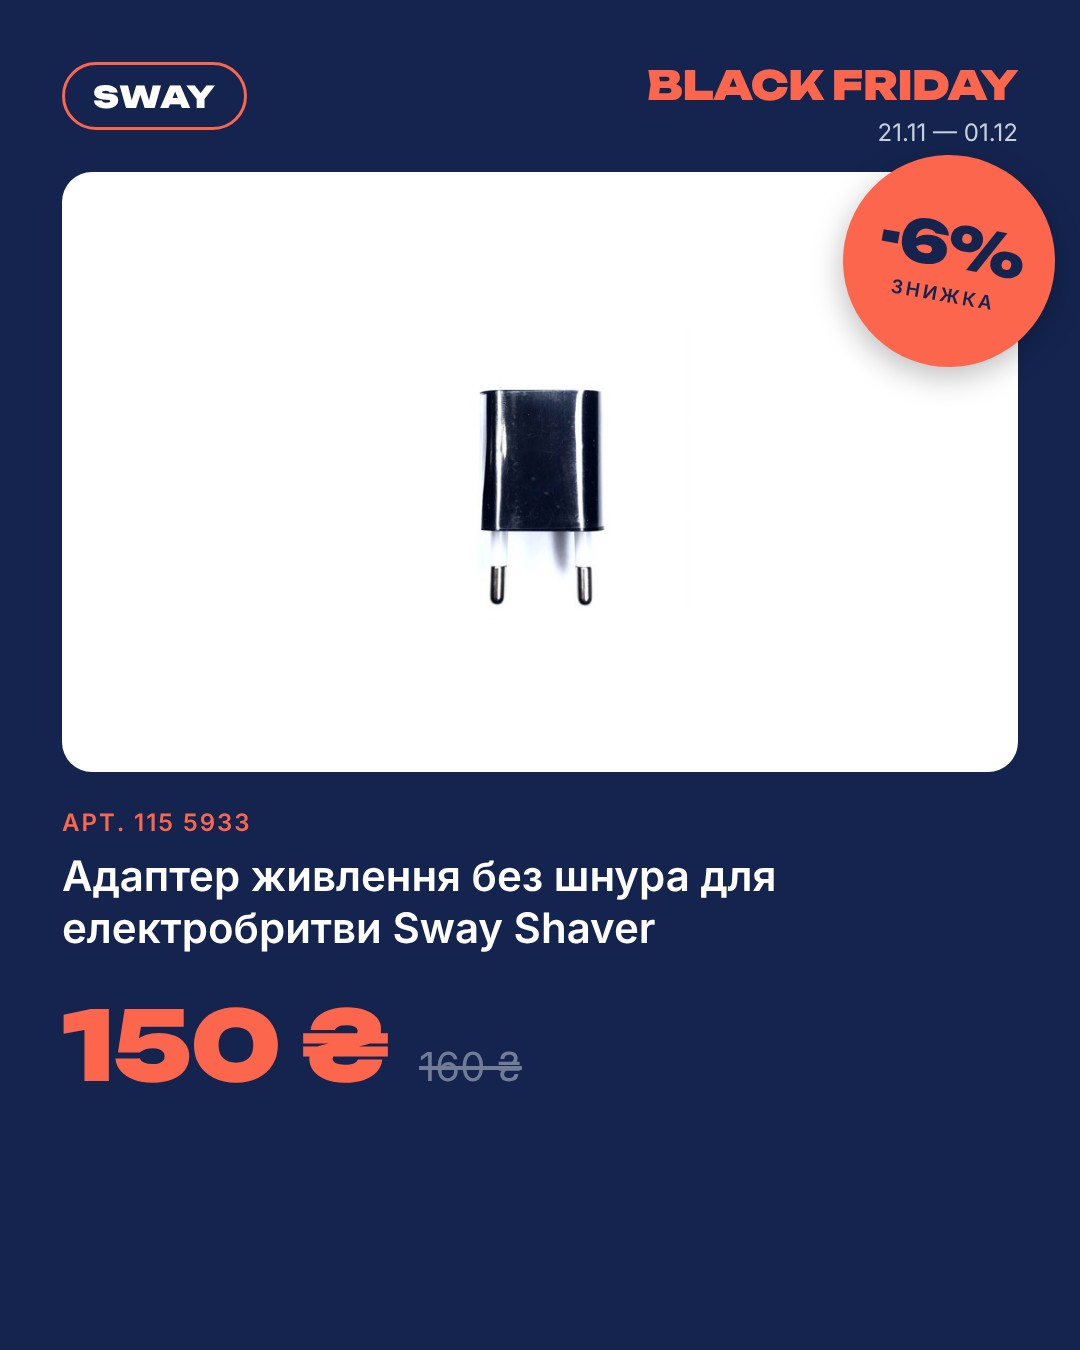 SWAY
BLACK FRIDAY
21.11 — 01.12
-6%
ЗНИЖКА
АРТ. 115 5933
Адаптер живлення без шнура для
електробритви Sway Shaver
150 ₴ 160 ₴